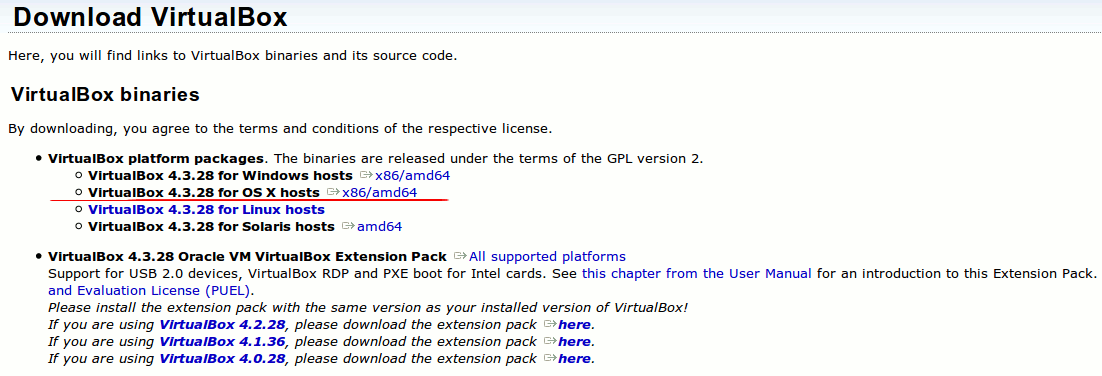 Download VirtualBox
Here, you will find links to VirtualBox binaries and its source code.
VirtualBox binaries
By downloading, you agree to the terms and conditions of the respective license.
VirtualBox platform packages. The binaries are released under the terms of the GPL version 2.
VirtualBox 4.3.28 for Windows hosts x86/amd64
VirtualBox 4.3.28 for OS X hosts x86/amd64
VirtualBox 4.3.28 for Linux hosts
VirtualBox 4.3.28 for Solaris hosts amd64
VirtualBox 4.3.28 Oracle VM VirtualBox Extension Pack All supported platforms
Support for USB 2.0 devices, VirtualBox RDP and PXE boot for Intel cards. See this chapter from the User Manual for an introduction to this Extension Pack.
and Evaluation License (PUEL).
Please install the extension pack with the same version as your installed version of VirtualBox!
If you are using VirtualBox 4.2.28, please download the extension pack here.
If you are using VirtualBox 4.1.36, please download the extension pack here.
If you are using VirtualBox 4.0.28, please download the extension pack here.